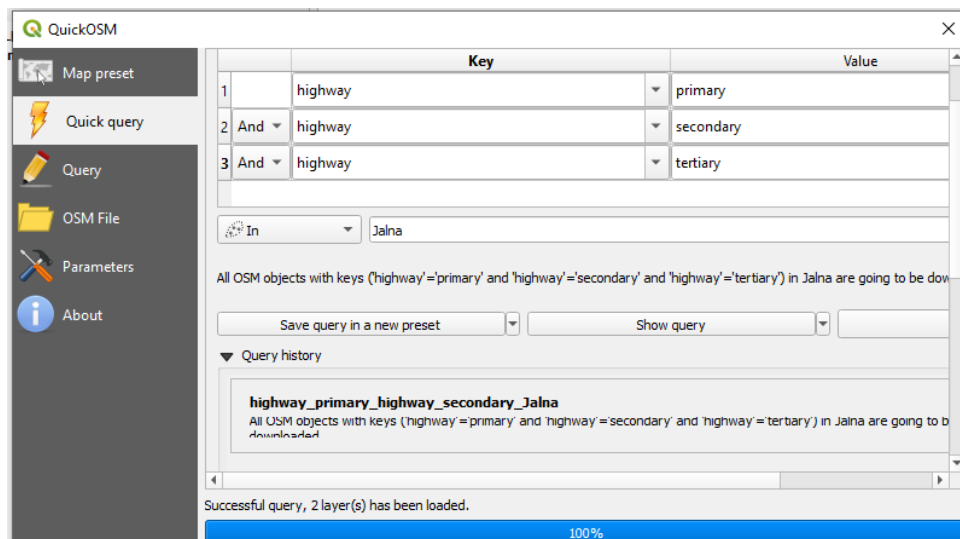 QuickOSM
Map preset
Quick query
Query
OSM File
Parameters
About
Key Value
1 highway primary
2 And highway secondary
3 And highway tertiary
In Jalna
All OSM objects with keys ('highway'='primary' and 'highway'='secondary' and 'highway'='tertiary') in Jalna are going to be dow
Save query in a new preset Show query
Query history
highway_primary_highway_secondary_Jalna
All OSM objects with keys ('highway'='primary' and 'highway'='secondary' and 'highway'='tertiary') in Jalna are going to b
downloaded
Successful query, 2 layer(s) has been loaded.
100%